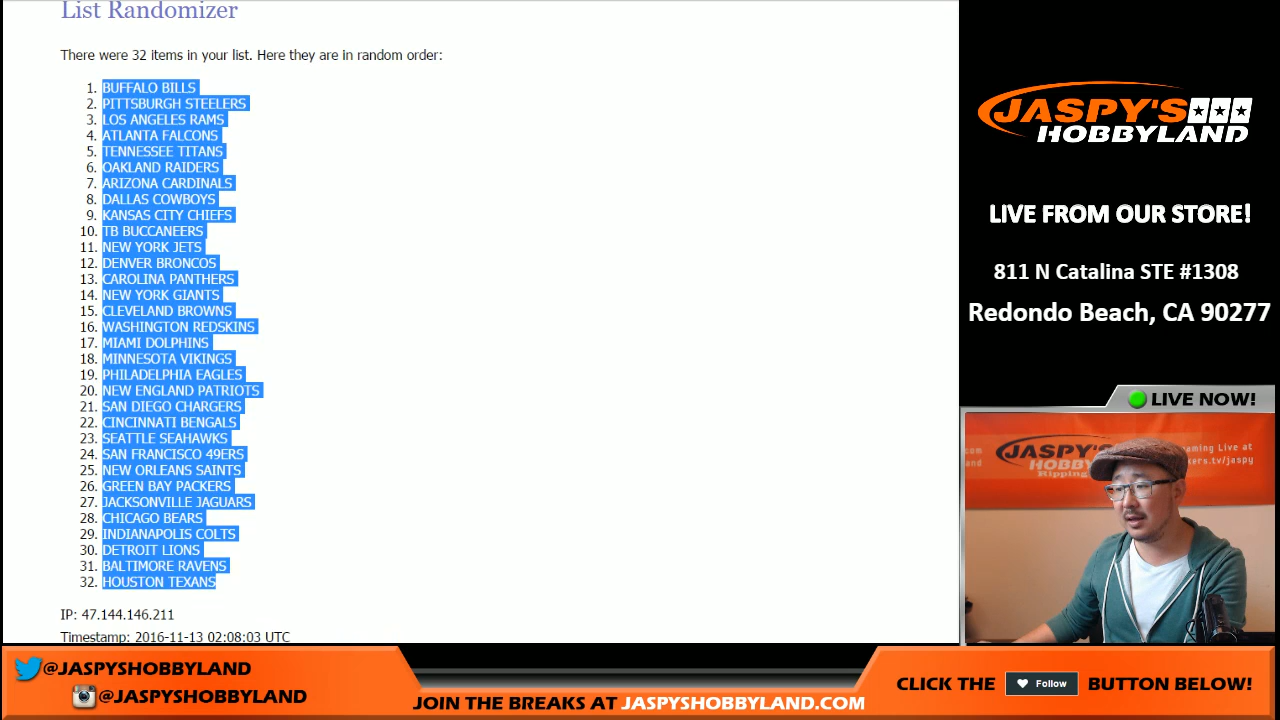 List Randomizer
There were 32 items in your list. Here they are in random order:
1. BUFFALO BILLS
2. PITTSBURGH STEELERS
3. LOS ANGELES RAMS
4. ATLANTA FALCONS
5. TENNESSEE TITANS
6. OAKLAND RAIDERS
7. ARIZONA CARDINALS
8. DALLAS COWBOYS
9. KANSAS CITY CHIEFS
10. TB BUCCANEERS
11. NEW YORK JETS
12. DENVER BRONCOS
13. CAROLINA PANTHERS
14. NEW YORK GIANTS
15. CLEVELAND BROWNS
16. WASHINGTON REDSKINS
17. MIAMI DOLPHINS
18. MINNESOTA VIKINGS
19. PHILADELPHIA EAGLES
20. NEW ENGLAND PATRIOTS
21. SAN DIEGO CHARGERS
22. CINCINNATI BENGALS
23. SEATTLE SEAHAWKS
24. SAN FRANCISCO 49ERS
25. NEW ORLEANS SAINTS
26. GREEN BAY PACKERS
27. JACKSONVILLE JAGUARS
28. CHICAGO BEARS
29. INDIANAPOLIS COLTS
30. DETROIT LIONS
31. BALTIMORE RAVENS
32. HOUSTON TEXANS
IP: 47.144.146.211
Timestamp: 2016-11-13 02:08:03 UTC
JASPY'S
HOBBYLAND
LIVE FROM OUR STORE!
811 N Catalina STE #1308
Redondo Beach, CA 90277
LIVE NOW!
JASPY'S
Live at
.tv/jaspy
@JASPYSHOBBYLAND
@JASPYSHOBBYLAND
JOIN THE BREAKS AT JASPYSHOBBYLAND.COM
CLICK THE Follow BUTTON BELOW!